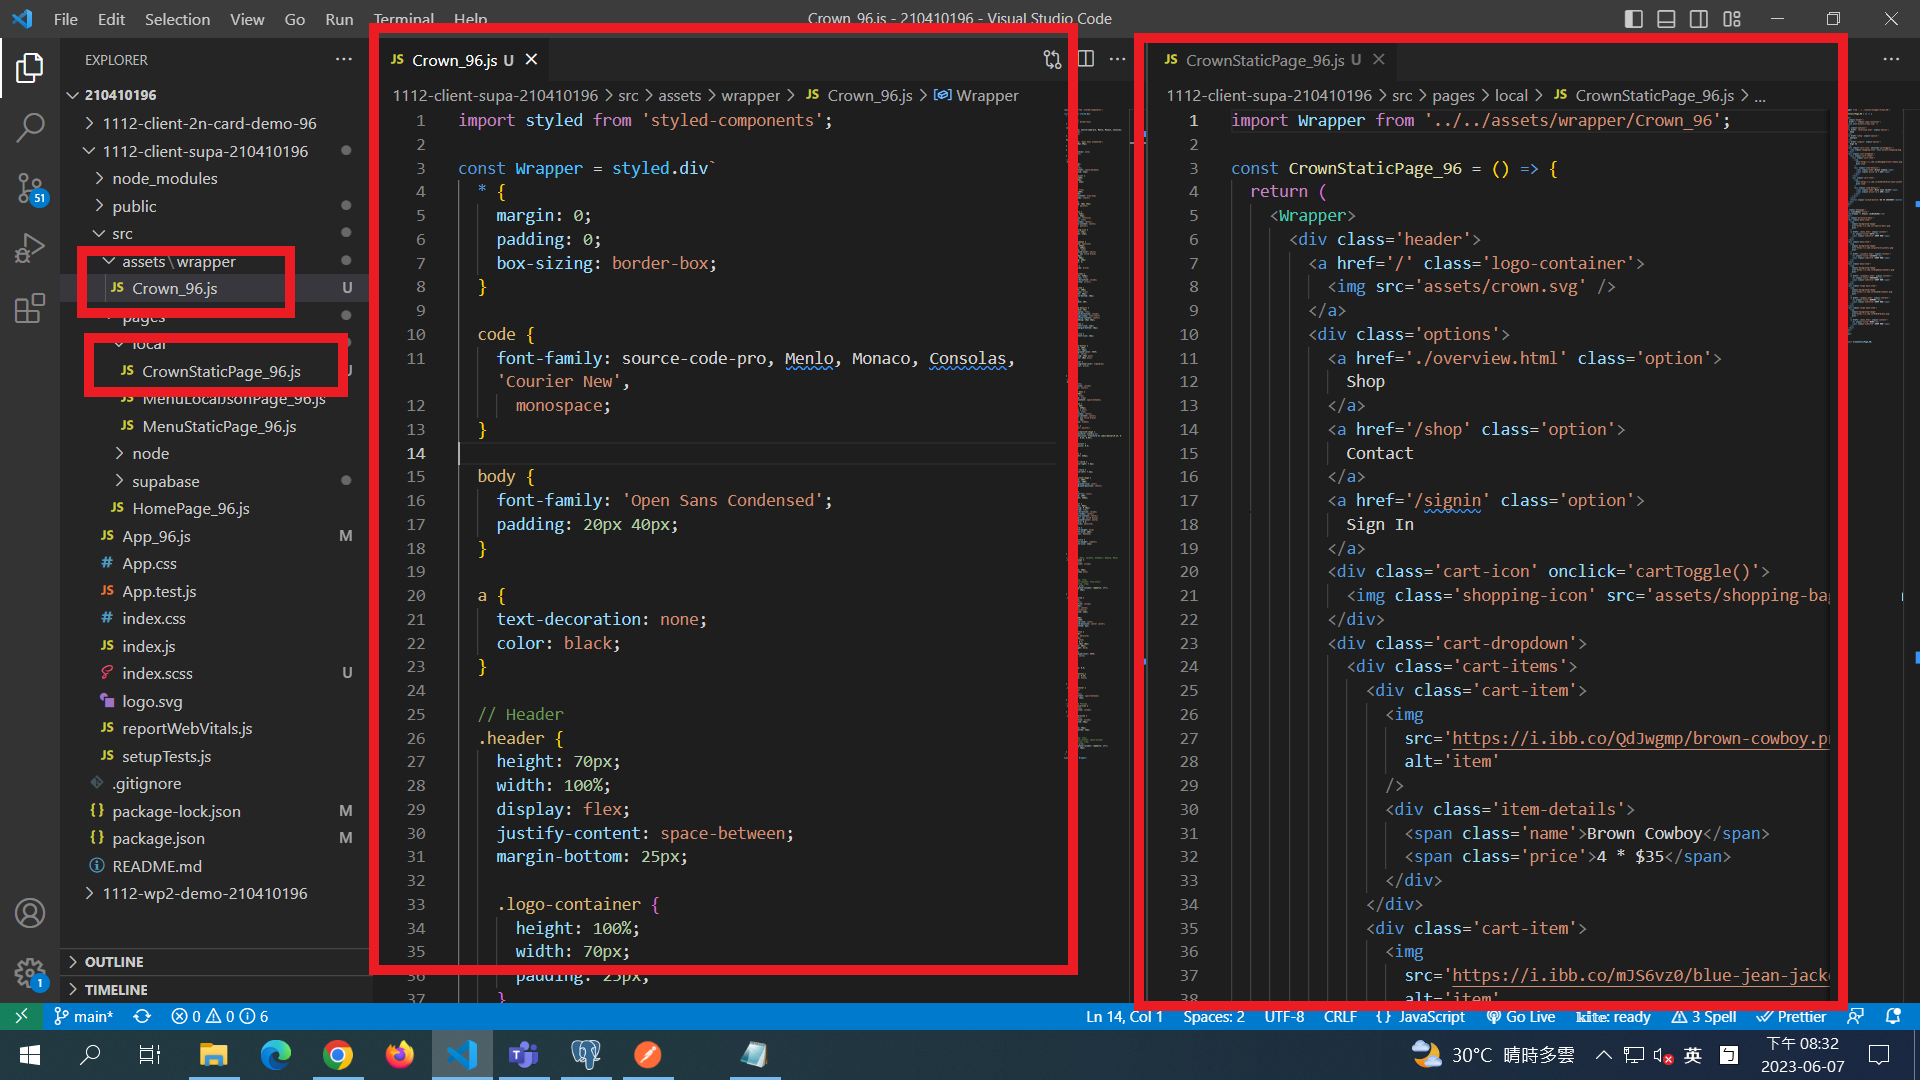 File Edit Selection View Go Run Terminal Help
Crown_96.js - 210410196 - Visual Studio Code
EXPLORER
210410196
1112-client-2n-card-demo-96
1112-client-supa-210410196
node_modules
public
src
assets\wrapper
Crown_96.js U
pages
local
CrownStaticPage_96.js U
MenuLocalJsonPage_96.js
MenuStaticPage_96.js
node
supabase
HomePage_96.js
App_96.js M
App.css
App.test.js
index.css
index.js
index.scss U
logo.svg
reportWebVitals.js
setupTests.js
.gitignore
package-lock.json M
package.json M
README.md
1112-wp2-demo-210410196
OUTLINE
TIMELINE
51
1
JS Crown_96.js U
1112-client-supa-210410196 > src > assets > wrapper > JS Crown_96.js > Wrapper
1 import styled from 'styled-components';
2
3 const Wrapper = styled.div`
4 * {
5 margin: 0;
6 padding: 0;
7 box-sizing: border-box;
8 }
9
10 code {
11 font-family: source-code-pro, Menlo, Monaco, Consolas,
'Courier New',
12 monospace;
13 }
14
15 body {
16 font-family: 'Open Sans Condensed';
17 padding: 20px 40px;
18 }
19
20 a {
21 text-decoration: none;
22 color: black;
23 }
24
25 // Header
26 .header {
27 height: 70px;
28 width: 100%;
29 display: flex;
30 justify-content: space-between;
31 margin-bottom: 25px;
32
33 .logo-container {
34 height: 100%;
35 width: 70px;
36 padding: 25px;
37 }
JS CrownStaticPage_96.js U
1112-client-supa-210410196 > src > pages > local > JS CrownStaticPage_96.js > ...
1 import Wrapper from '../../assets/wrapper/Crown_96';
2
3 const CrownStaticPage_96 = () => {
4 return (
5 <Wrapper>
6 <div class='header'>
7 <a href='/' class='logo-container'>
8 <img src='assets/crown.svg' />
9 </a>
10 <div class='options'>
11 <a href='./overview.html' class='option'>
12 Shop
13 </a>
14 <a href='/shop' class='option'>
15 Contact
16 </a>
17 <a href='/signin' class='option'>
18 Sign In
19 </a>
20 <div class='cart-icon' onclick='cartToggle()'>
21 <img class='shopping-icon' src='assets/shopping-bag
22 </div>
23 <div class='cart-dropdown'>
24 <div class='cart-items'>
25 <div class='cart-item'>
26 <img
27 src='https://i.ibb.co/QdJwgmp/brown-cowboy.pn
28 alt='item'
29 />
30 <div class='item-details'>
31 <span class='name'>Brown Cowboy</span>
32 <span class='price'>4 * $35</span>
33 </div>
34 </div>
35 <div class='cart-item'>
36 <img
37 src='https://i.ibb.co/mJS6vz0/blue-jean-jack
38 alt='item'
main* 0 0 6
Ln 14, Col 1 Spaces: 2 UTF-8 CRLF {} JavaScript Go Live kite: ready 3 Spell Prettier
30°C 晴時多雲
英
下午 08:32
2023-06-07